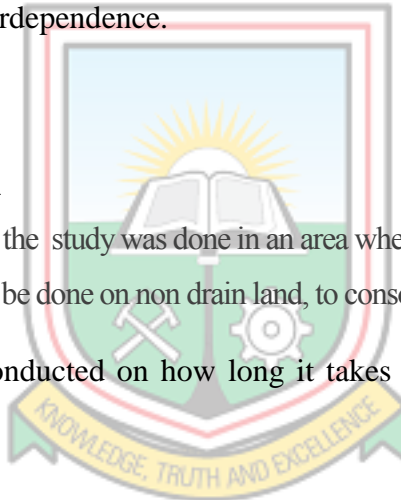 rdependence.
the study was done in an area whe
be done on non drain land, to conse
onducted on how long it takes
KNOWLEDGE, TRUTH AND EXCELLENCE